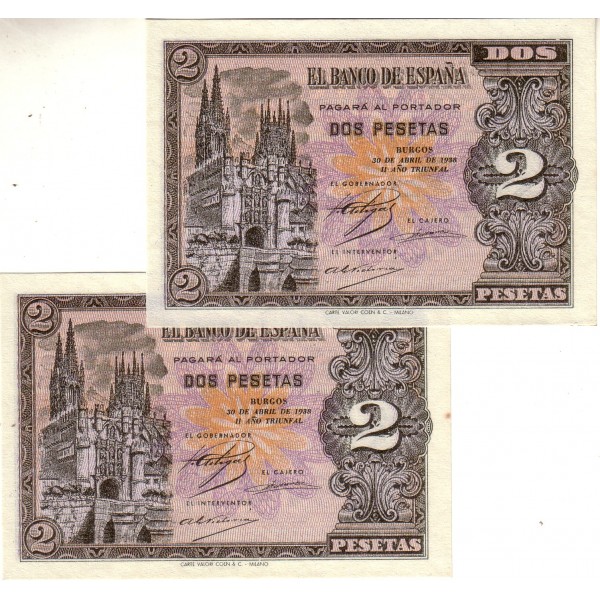 2
DOS
EL BANCO DE ESPAÑA
PAGARÁ AL PORTADOR
DOS PESETAS
BURGOS
30 DE ABRIL DE 1938
II AÑO TRIUNFAL
2
EL GOBERNADOR
EL CAJERO
EL INTERVENTOR
2
PESETAS
CARTE VALORI COEN & C. - MILANO
2
EL BANCO DE ESPAÑA
PAGARÁ AL PORTADOR
DOS PESETAS
BURGOS
30 DE ABRIL DE 1938
II AÑO TRIUNFAL
2
EL GOBERNADOR
EL CAJERO
EL INTERVENTOR
2
PESETAS
CARTE VALORI COEN & C. - MILANO